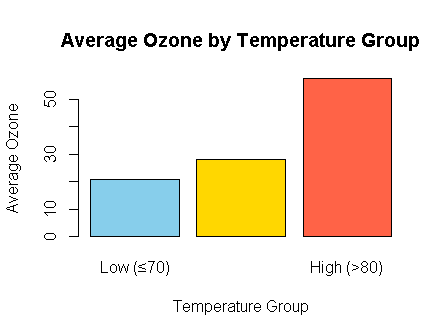 Average Ozone by Temperature Group
Average Ozone
50
30
10
0
Low (≤70)
High (>80)
Temperature Group